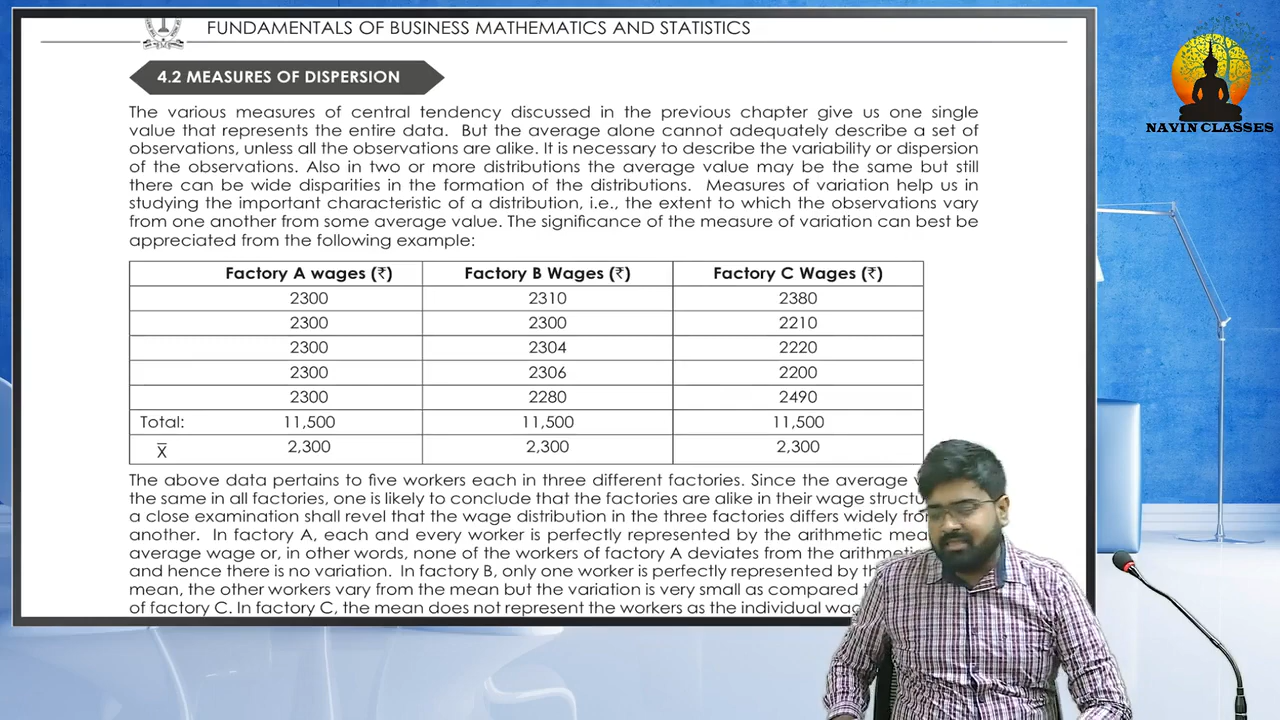 FUNDAMENTALS OF BUSINESS MATHEMATICS AND STATISTICS
NAVIN CLASSES
4.2 MEASURES OF DISPERSION
The various measures of central tendency discussed in the previous chapter give us one single
value that represents the entire data. But the average alone cannot adequately describe a set of
observations, unless all the observations are alike. It is necessary to describe the variability or dispersion
of the observations. Also in two or more distributions the average value may be the same but still
there can be wide disparities in the formation of the distributions. Measures of variation help us in
studying the important characteristic of a distribution, i.e., the extent to which the observations vary
from one another from some average value. The significance of the measure of variation can best be
appreciated from the following example:
Factory A wages (₹) Factory B Wages (₹) Factory C Wages (₹)
2300 2310 2380
2300 2300 2210
2300 2304 2220
2300 2306 2200
2300 2280 2490
Total: 11,500 11,500 11,500
X̅ 2,300 2,300 2,300
The above data pertains to five workers each in three different factories. Since the average
the same in all factories, one is likely to conclude that the factories are alike in their wage
a close examination shall revel that the wage distribution in the three factories differs widely
another. In factory A, each and every worker is perfectly represented by the arithmetic
average wage or, in other words, none of the workers of factory A deviates from the
and hence there is no variation. In factory B, only one worker is perfectly represented by
mean, the other workers vary from the mean but the variation is very small as compared
of factory C. In factory C, the mean does not represent the workers as the individual